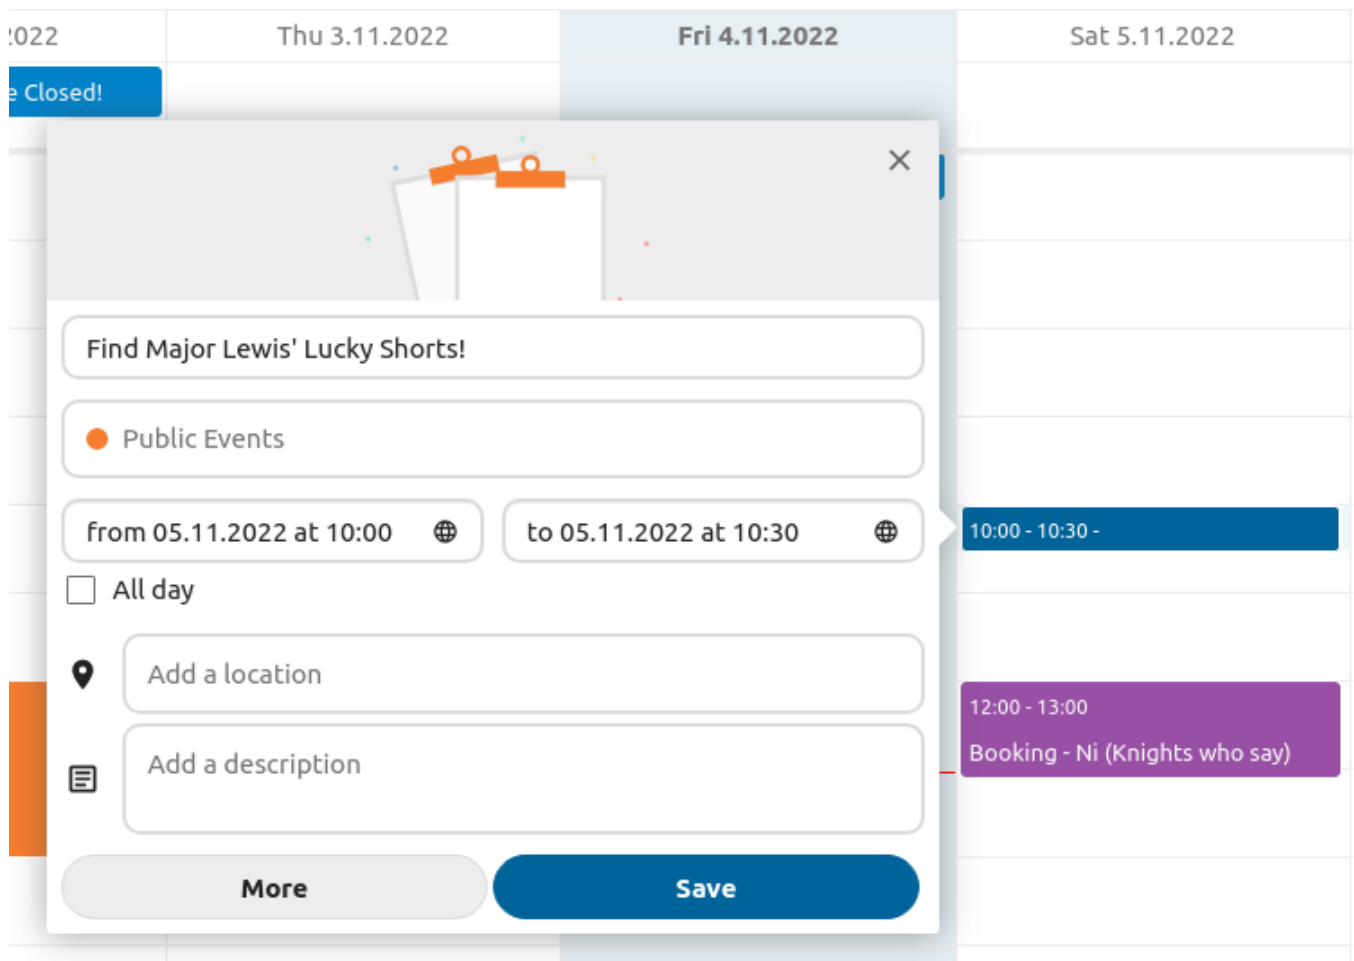 2022
Thu 3.11.2022
Fri 4.11.2022
Sat 5.11.2022
e Closed!
Find Major Lewis' Lucky Shorts!
Public Events
from 05.11.2022 at 10:00
to 05.11.2022 at 10:30
10:00 - 10:30 -
All day
Add a location
12:00 - 13:00
Booking - Ni (Knights who say)
Add a description
More
Save